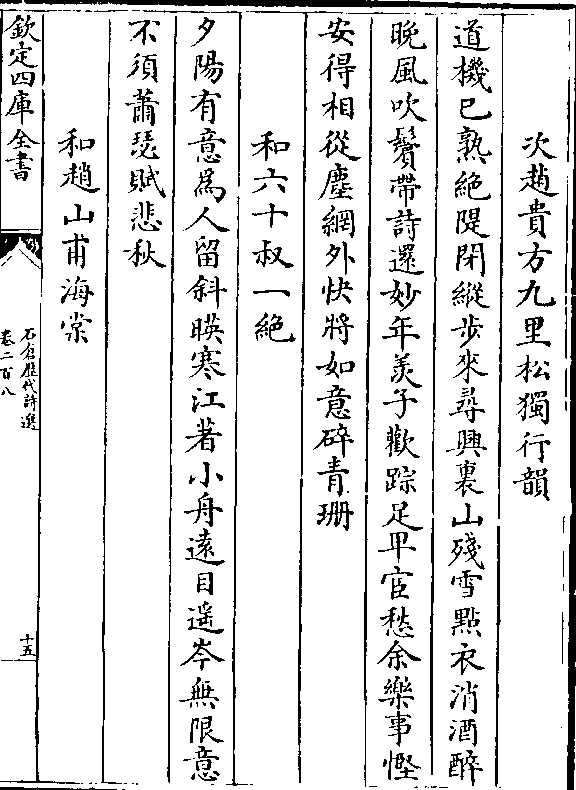 次趙貴方九里松獨行韻
道機已熟絶隄閉縱步來尋興裏山殘雪點衣消酒醉
晚風吹鬢帶詩還妙年羡子歡踪足卑宦愁余樂事慳
安得相從塵網外快將如意碎青珊
和六十叔一絶
夕陽有意爲人留斜暎寒江著小舟遠目遥岑無限意
不須蕭瑟賦悲秋
和趙山甫海棠
欽定四庫全書
石倉歴代詩選
卷二百八
十五